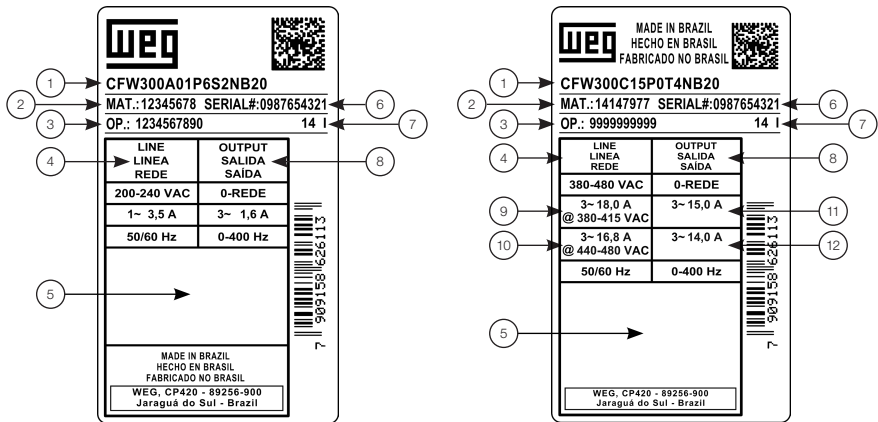 weg
CFW300A01P6S2NB20
MAT.:12345678 SERIAL#:0987654321
OP.: 1234567890 14 I
LINE
LINEA
REDE
OUTPUT
SALIDA
SAÍDA
200-240 VAC 0-REDE
1~ 3,5 A 3~ 1,6 A
50/60 Hz 0-400 Hz
MADE IN BRAZIL
HECHO EN BRASIL
FABRICADO NO BRASIL
WEG, CP420 - 89256-900
Jaraguá do Sul - Brazil
7 909158 626113
1
2
3
4
5
6
7
8
weg
MADE IN BRAZIL
HECHO EN BRASIL
FABRICADO NO BRASIL
CFW300C15P0T4NB20
MAT.:14147977 SERIAL#:0987654321
OP.: 9999999999 14 I
LINE
LINEA
REDE
OUTPUT
SALIDA
SAÍDA
380-480 VAC 0-REDE
3~ 18,0 A 3~ 15,0 A
@ 380-415 VAC
3~ 16,8 A 3~ 14,0 A
@ 440-480 VAC
50/60 Hz 0-400 Hz
WEG, CP420 - 89256-900
Jaraguá do Sul - Brazil
7 909158 626113
1
2
3
4
9
10
5
6
7
8
11
12